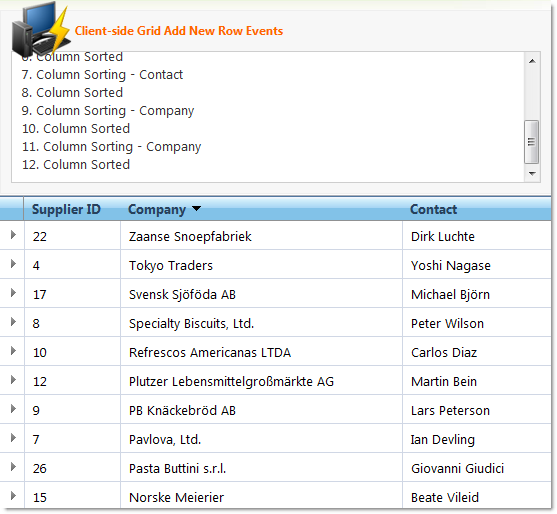 Client-side Grid Add New Row Events
6. Column Sorted
7. Column Sorting - Contact
8. Column Sorted
9. Column Sorting - Company
10. Column Sorted
11. Column Sorting - Company
12. Column Sorted
Supplier ID Company Contact
22 Zaanse Snoepfabriek Dirk Luchte
4 Tokyo Traders Yoshi Nagase
17 Svensk Sjöföda AB Michael Björn
8 Specialty Biscuits, Ltd. Peter Wilson
10 Refrescos Americanas LTDA Carlos Diaz
12 Plutzer Lebensmittelgroßmärkte AG Martin Bein
9 PB Knäckebröd AB Lars Peterson
7 Pavlova, Ltd. Ian Devling
26 Pasta Buttini s.r.l. Giovanni Giudici
15 Norske Meierier Beate Vileid